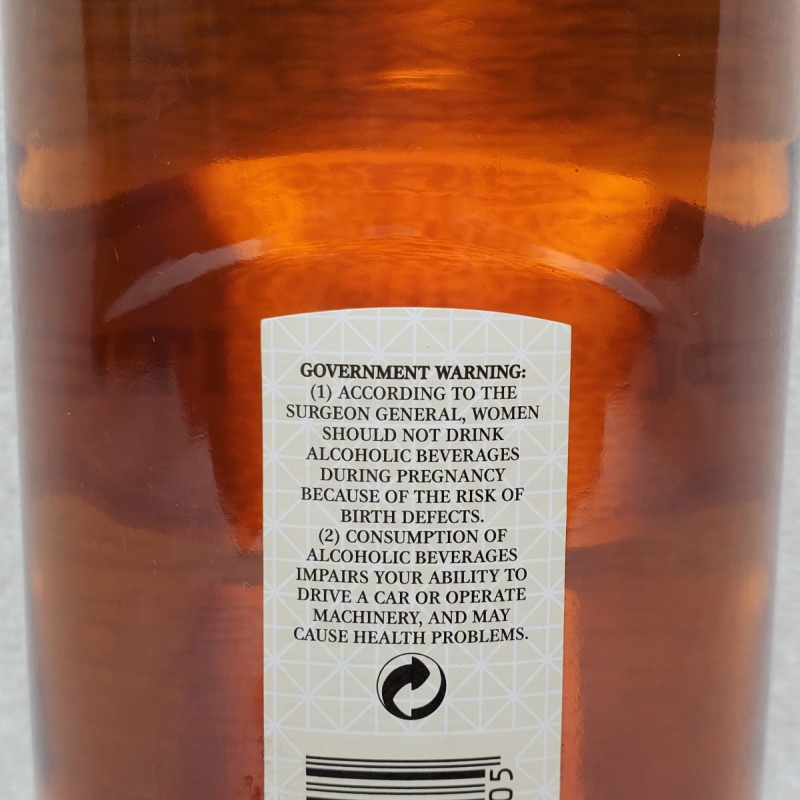 GOVERNMENT WARNING:
(1) ACCORDING TO THE
SURGEON GENERAL, WOMEN
SHOULD NOT DRINK
ALCOHOLIC BEVERAGES
DURING PREGNANCY
BECAUSE OF THE RISK OF
BIRTH DEFECTS.
(2) CONSUMPTION OF
ALCOHOLIC BEVERAGES
IMPAIRS YOUR ABILITY TO
DRIVE A CAR OR OPERATE
MACHINERY, AND MAY
CAUSE HEALTH PROBLEMS.
05